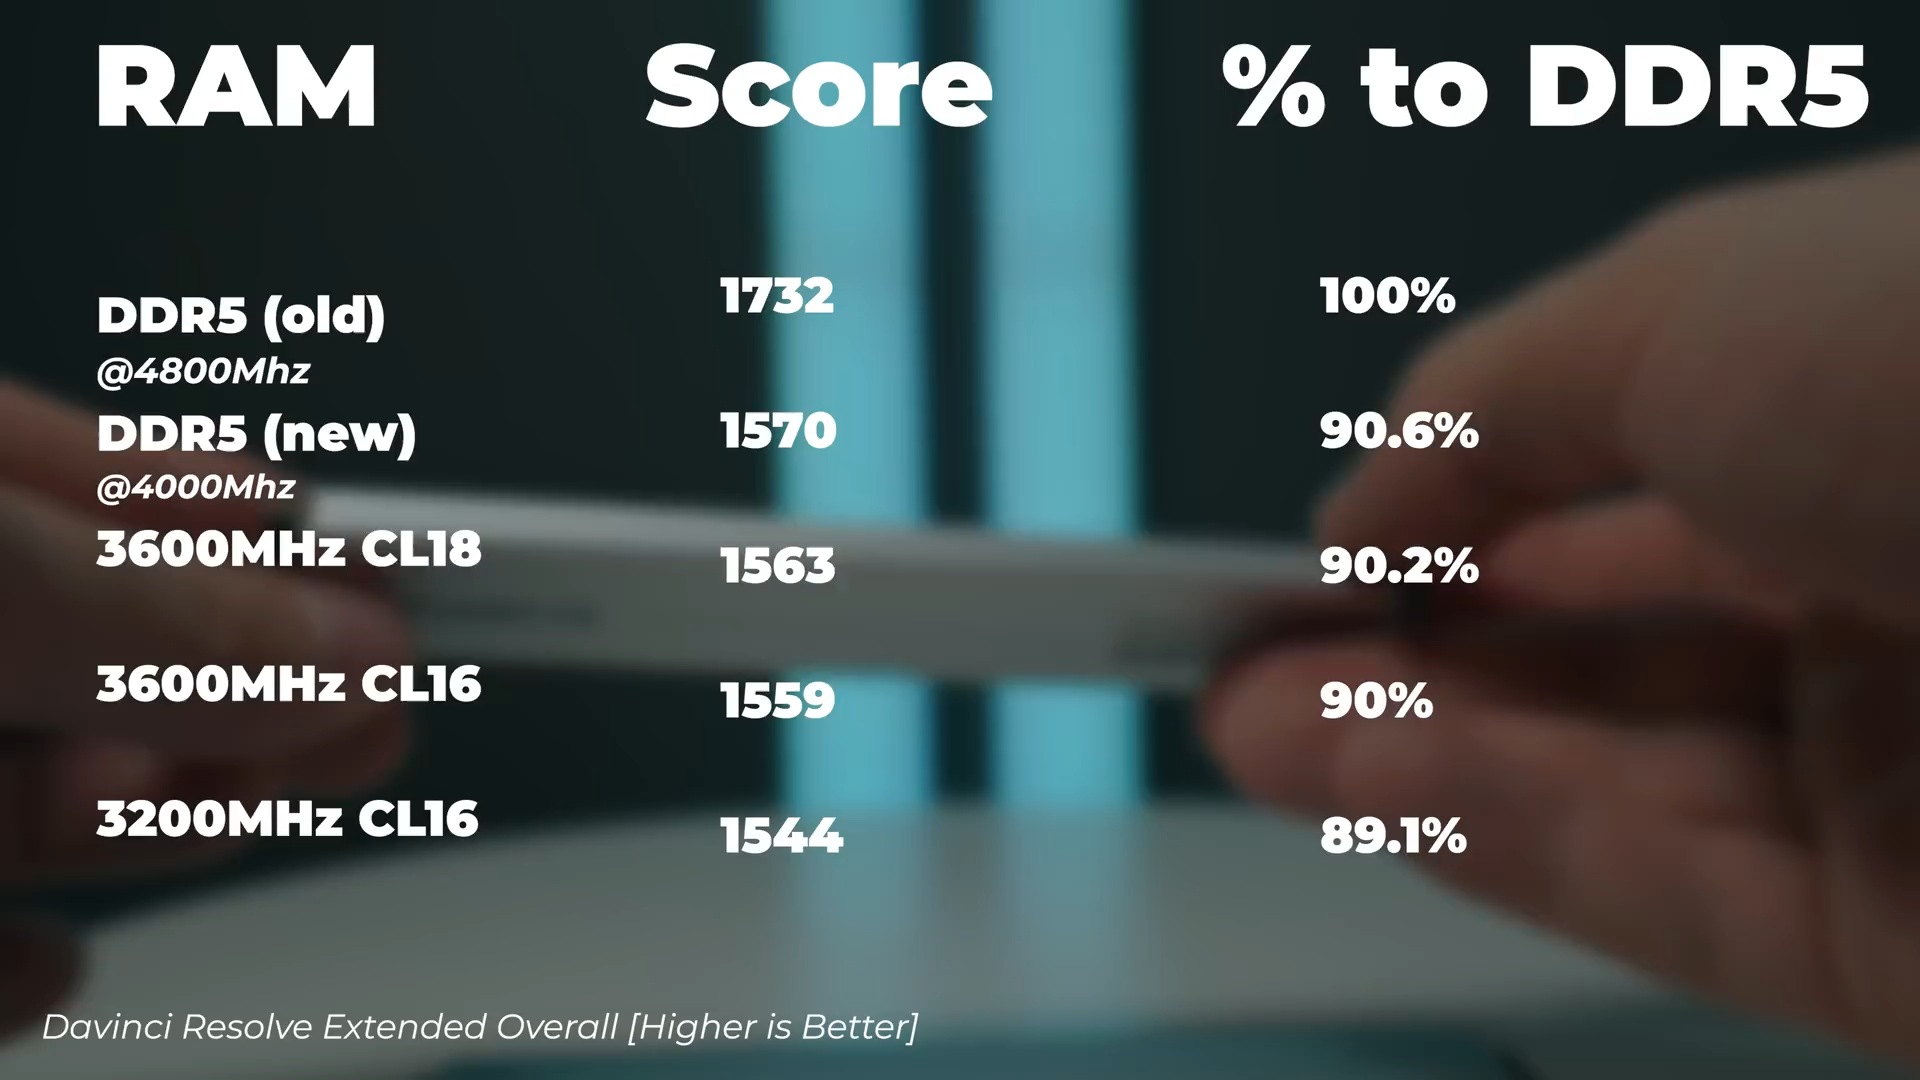 RAM Score % to DDR5
DDR5 (old) 1732 100%
@4800Mhz
DDR5 (new) 1570 90.6%
@4000Mhz
3600MHz CL18 1563 90.2%
3600MHz CL16 1559 90%
3200MHz CL16 1544 89.1%
Davinci Resolve Extended Overall [Higher is Better]